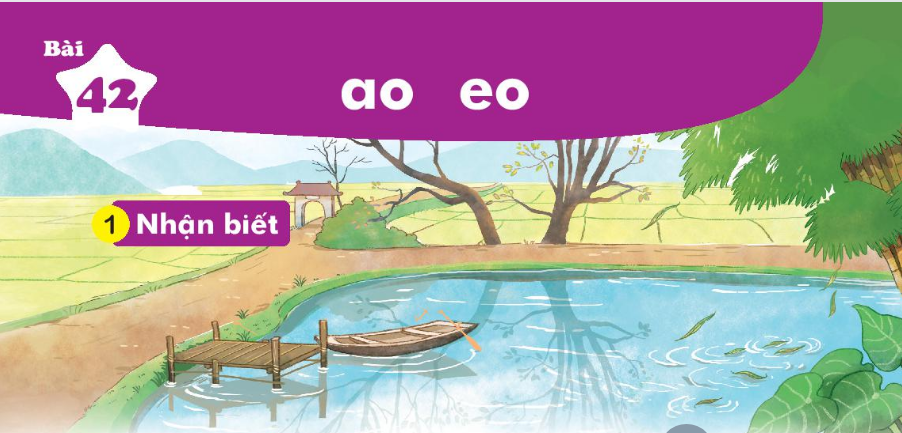 Bài
42
ao eo
1 Nhận biết